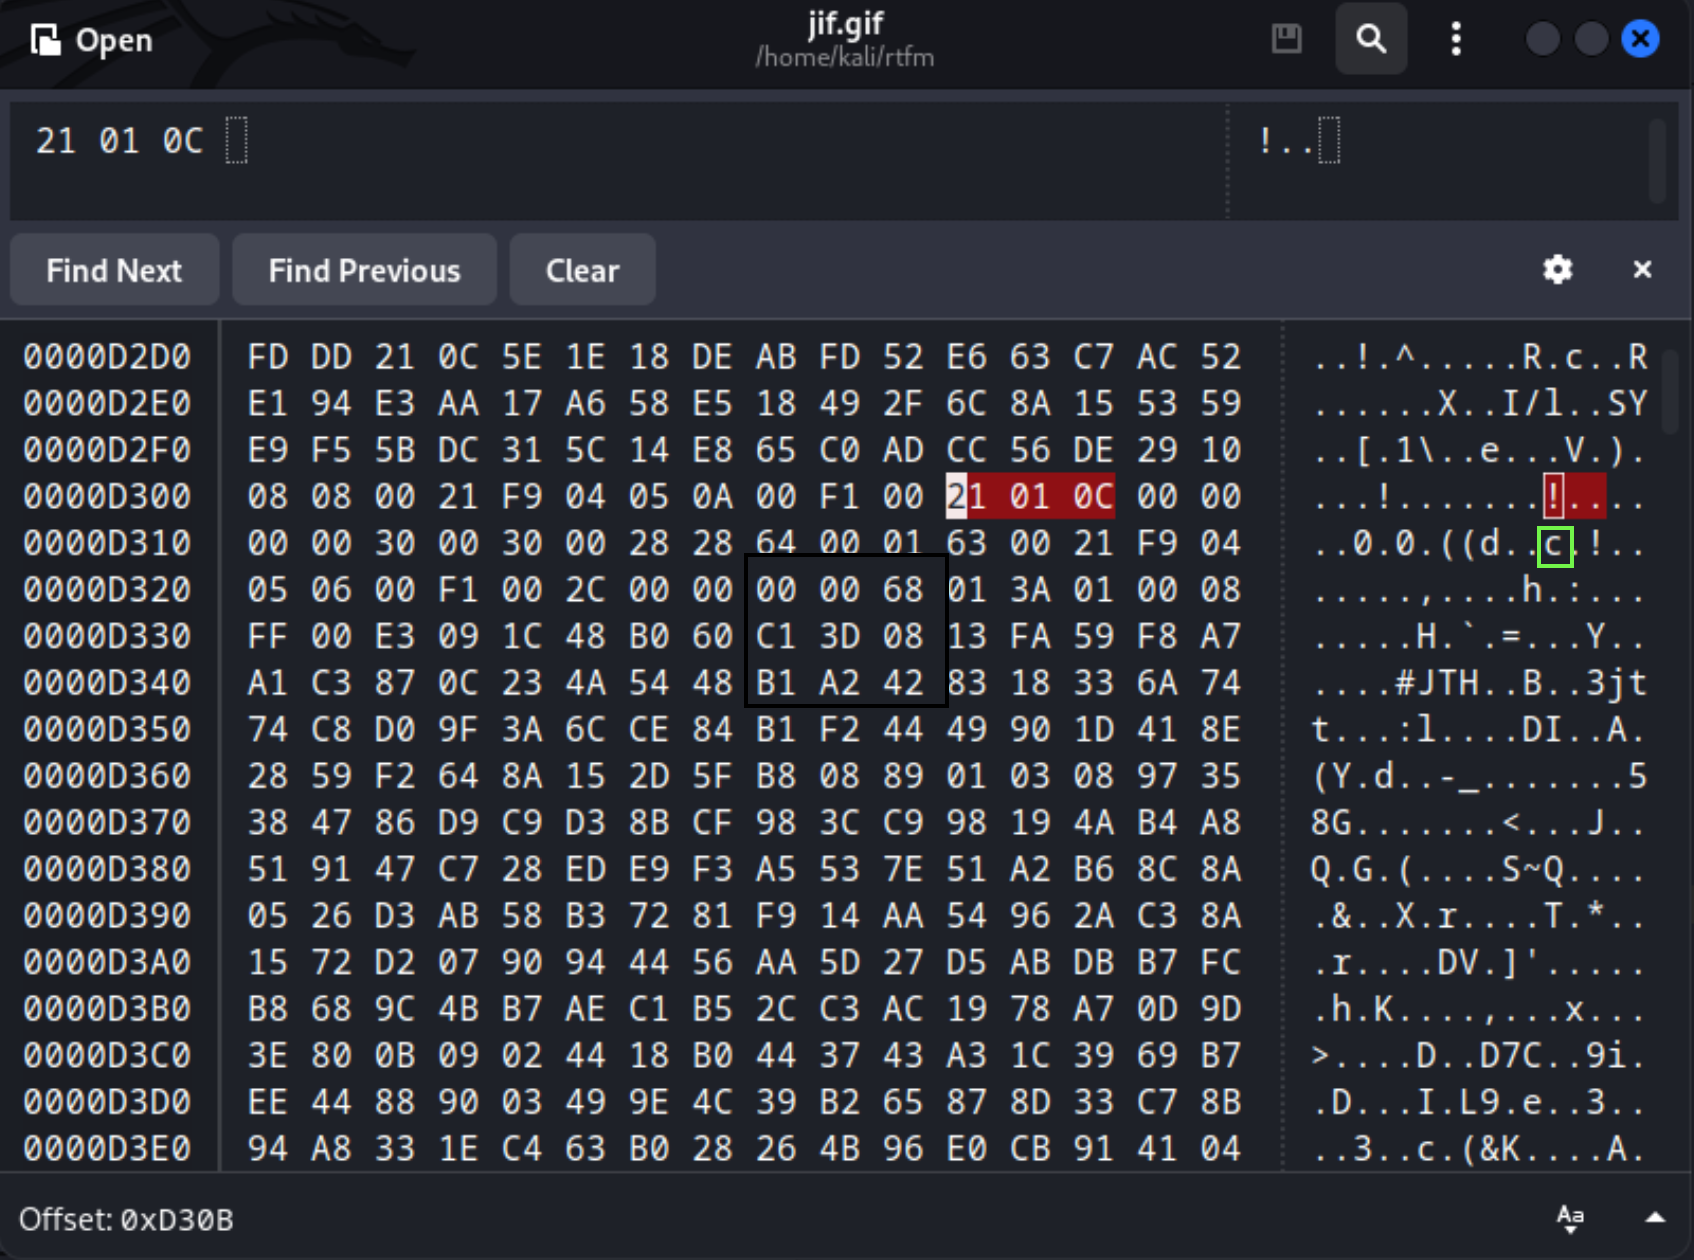 Open
jif.gif
/home/kali/rtfm
21 01 0C !..
Find Next Find Previous Clear
0000D2D0 FD DD 21 0C 5E 1E 18 DE AB FD 52 E6 63 C7 AC 52 ..!.^.....R.c..R
0000D2E0 E1 94 E3 AA 17 A6 58 E5 18 49 2F 6C 8A 15 53 59 ......X..I/l..SY
0000D2F0 E9 F5 5B DC 31 5C 14 E8 65 C0 AD CC 56 DE 29 10 ..[.1\..e...V.).
0000D300 08 08 00 21 F9 04 05 0A 00 F1 00 21 01 0C 00 00 ...!.......!....
0000D310 00 00 30 00 30 00 28 28 64 00 01 63 00 21 F9 04 ..0.0.((d..c.!..
0000D320 05 06 00 F1 00 2C 00 00 00 00 68 01 3A 01 00 08 .....,....h.:...
0000D330 FF 00 E3 09 1C 48 B0 60 C1 3D 08 13 FA 59 F8 A7 .....H.`.=...Y..
0000D340 A1 C3 87 0C 23 4A 54 48 B1 A2 42 83 18 33 6A 74 ....#JTH..B..3jt
0000D350 74 C8 D0 9F 3A 6C CE 84 B1 F2 44 49 90 1D 41 8E t...:l....DI..A.
0000D360 28 59 F2 64 8A 15 2D 5F B8 08 89 01 03 08 97 35 (Y.d..-_.......5
0000D370 38 47 86 D9 C9 D3 8B CF 98 3C C9 98 19 4A B4 A8 8G.......<...J..
0000D380 51 91 47 C7 28 ED E9 F3 A5 53 7E 51 A2 B6 8C 8A Q.G.(....S~Q....
0000D390 05 26 D3 AB 58 B3 72 81 F9 14 AA 54 96 2A C3 8A .&..X.r....T.*..
0000D3A0 15 72 D2 07 90 94 44 56 AA 5D 27 D5 AB DB B7 FC .r....DV.]'.....
0000D3B0 B8 68 9C 4B B7 AE C1 B5 2C C3 AC 19 78 A7 0D 9D .h.K....,...x...
0000D3C0 3E 80 0B 09 02 44 18 B0 44 37 43 A3 1C 39 69 B7 >....D..D7C..9i.
0000D3D0 EE 44 88 90 03 49 9E 4C 39 B2 65 87 8D 33 C7 8B .D...I.L9.e..3..
0000D3E0 94 A8 33 1E C4 63 B0 28 26 4B 96 E0 CB 91 41 04 ..3..c.(&K....A.
Offset: 0xD30B Aa